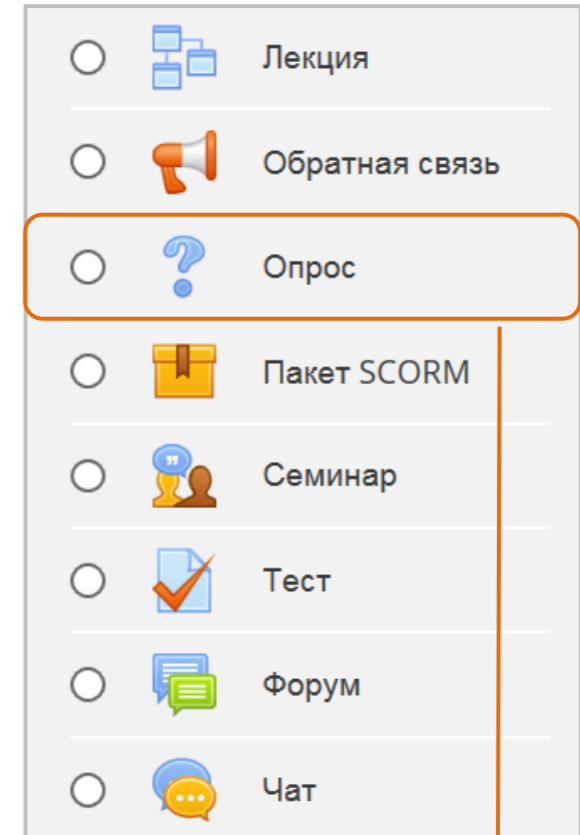 Лекция
Обратная связь
Опрос
Пакет SCORM
Семинар
Тест
Форум
Чат